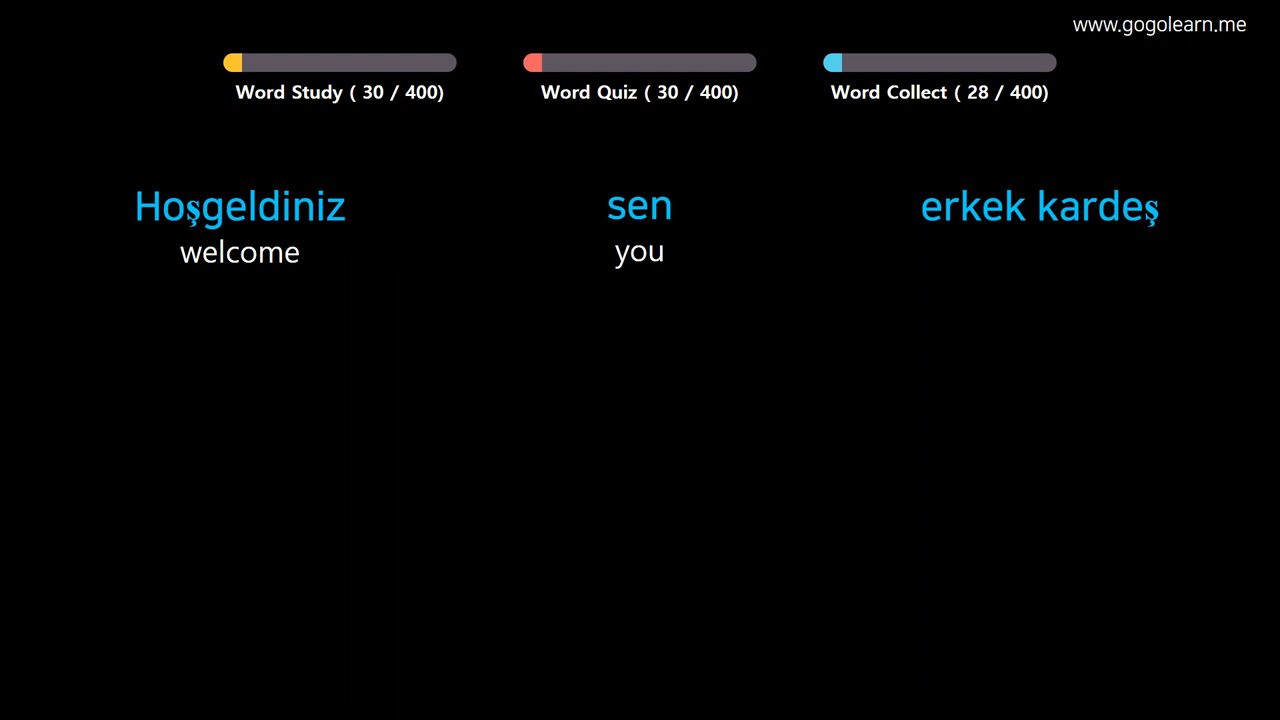 www.gogolearn.me
Word Study ( 30 / 400)
Word Quiz ( 30 / 400)
Word Collect ( 28 / 400)
Hoşgeldiniz
welcome
sen
you
erkek kardeş